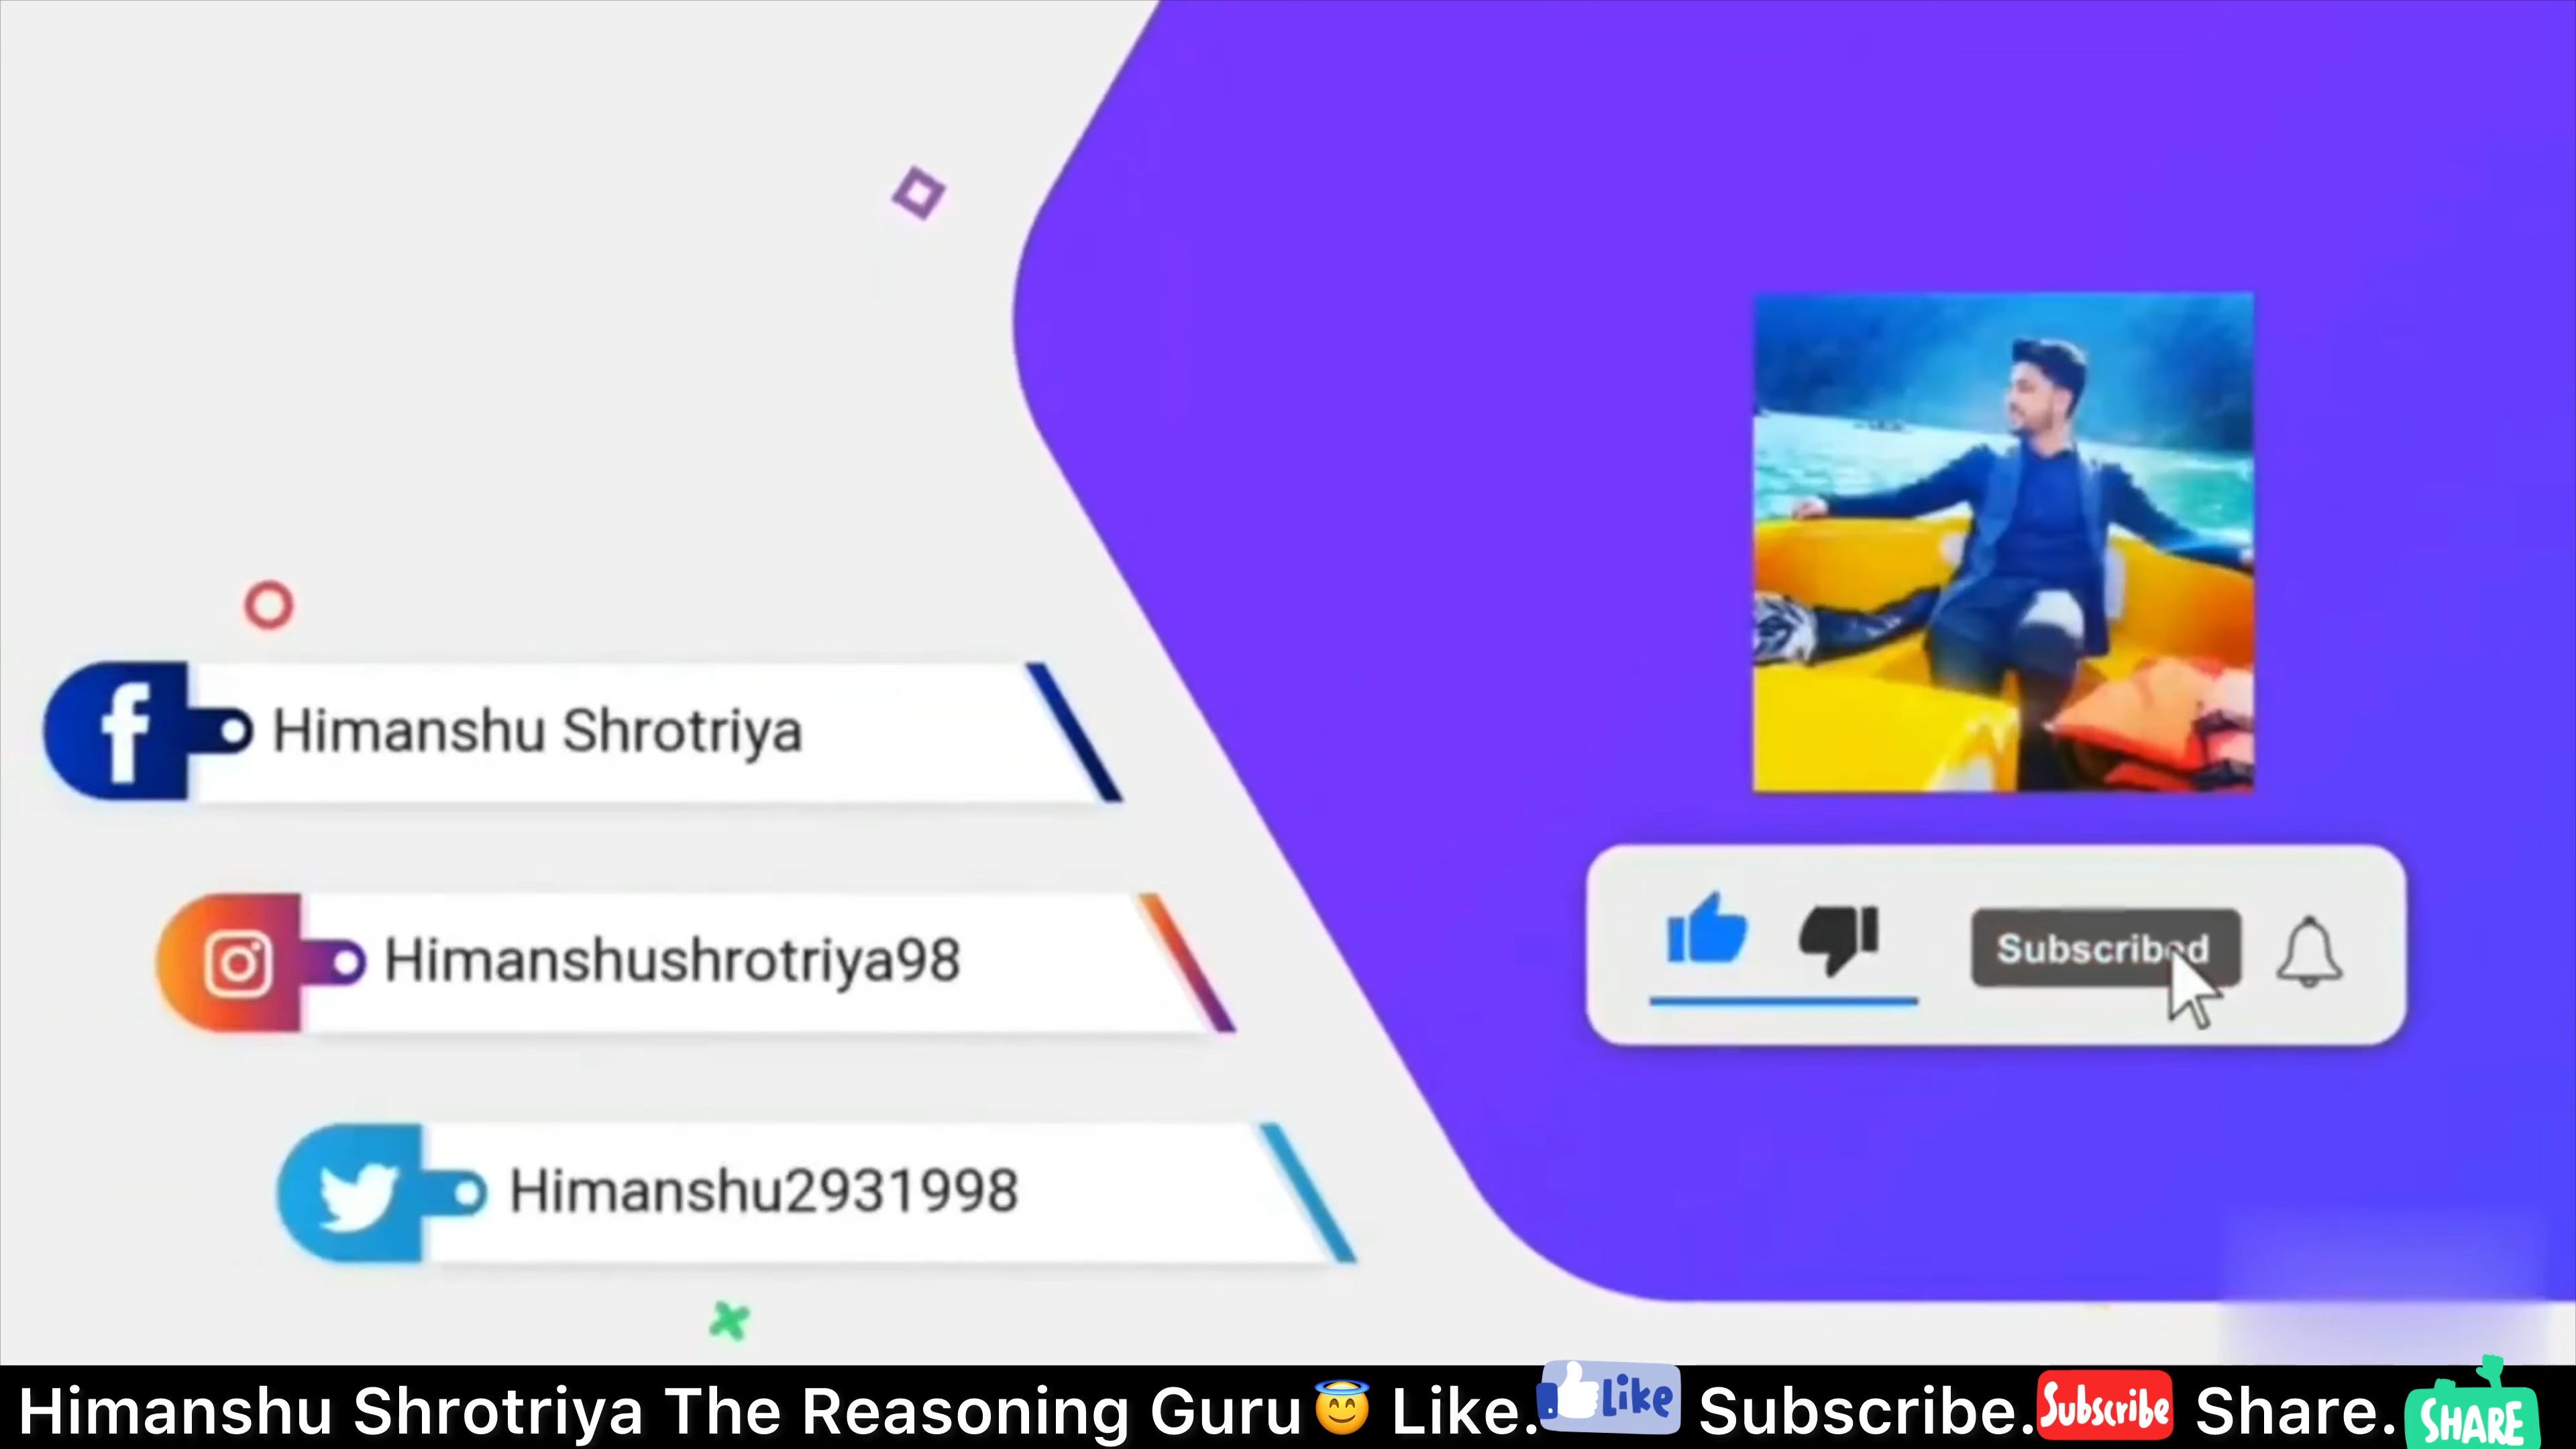 Himanshu Shrotriya
Himanshushrotriya98
Himanshu2931998
Subscribed
Himanshu Shrotriya The Reasoning Guru😇 Like. Like Subscribe. Subscribe Share. SHARE